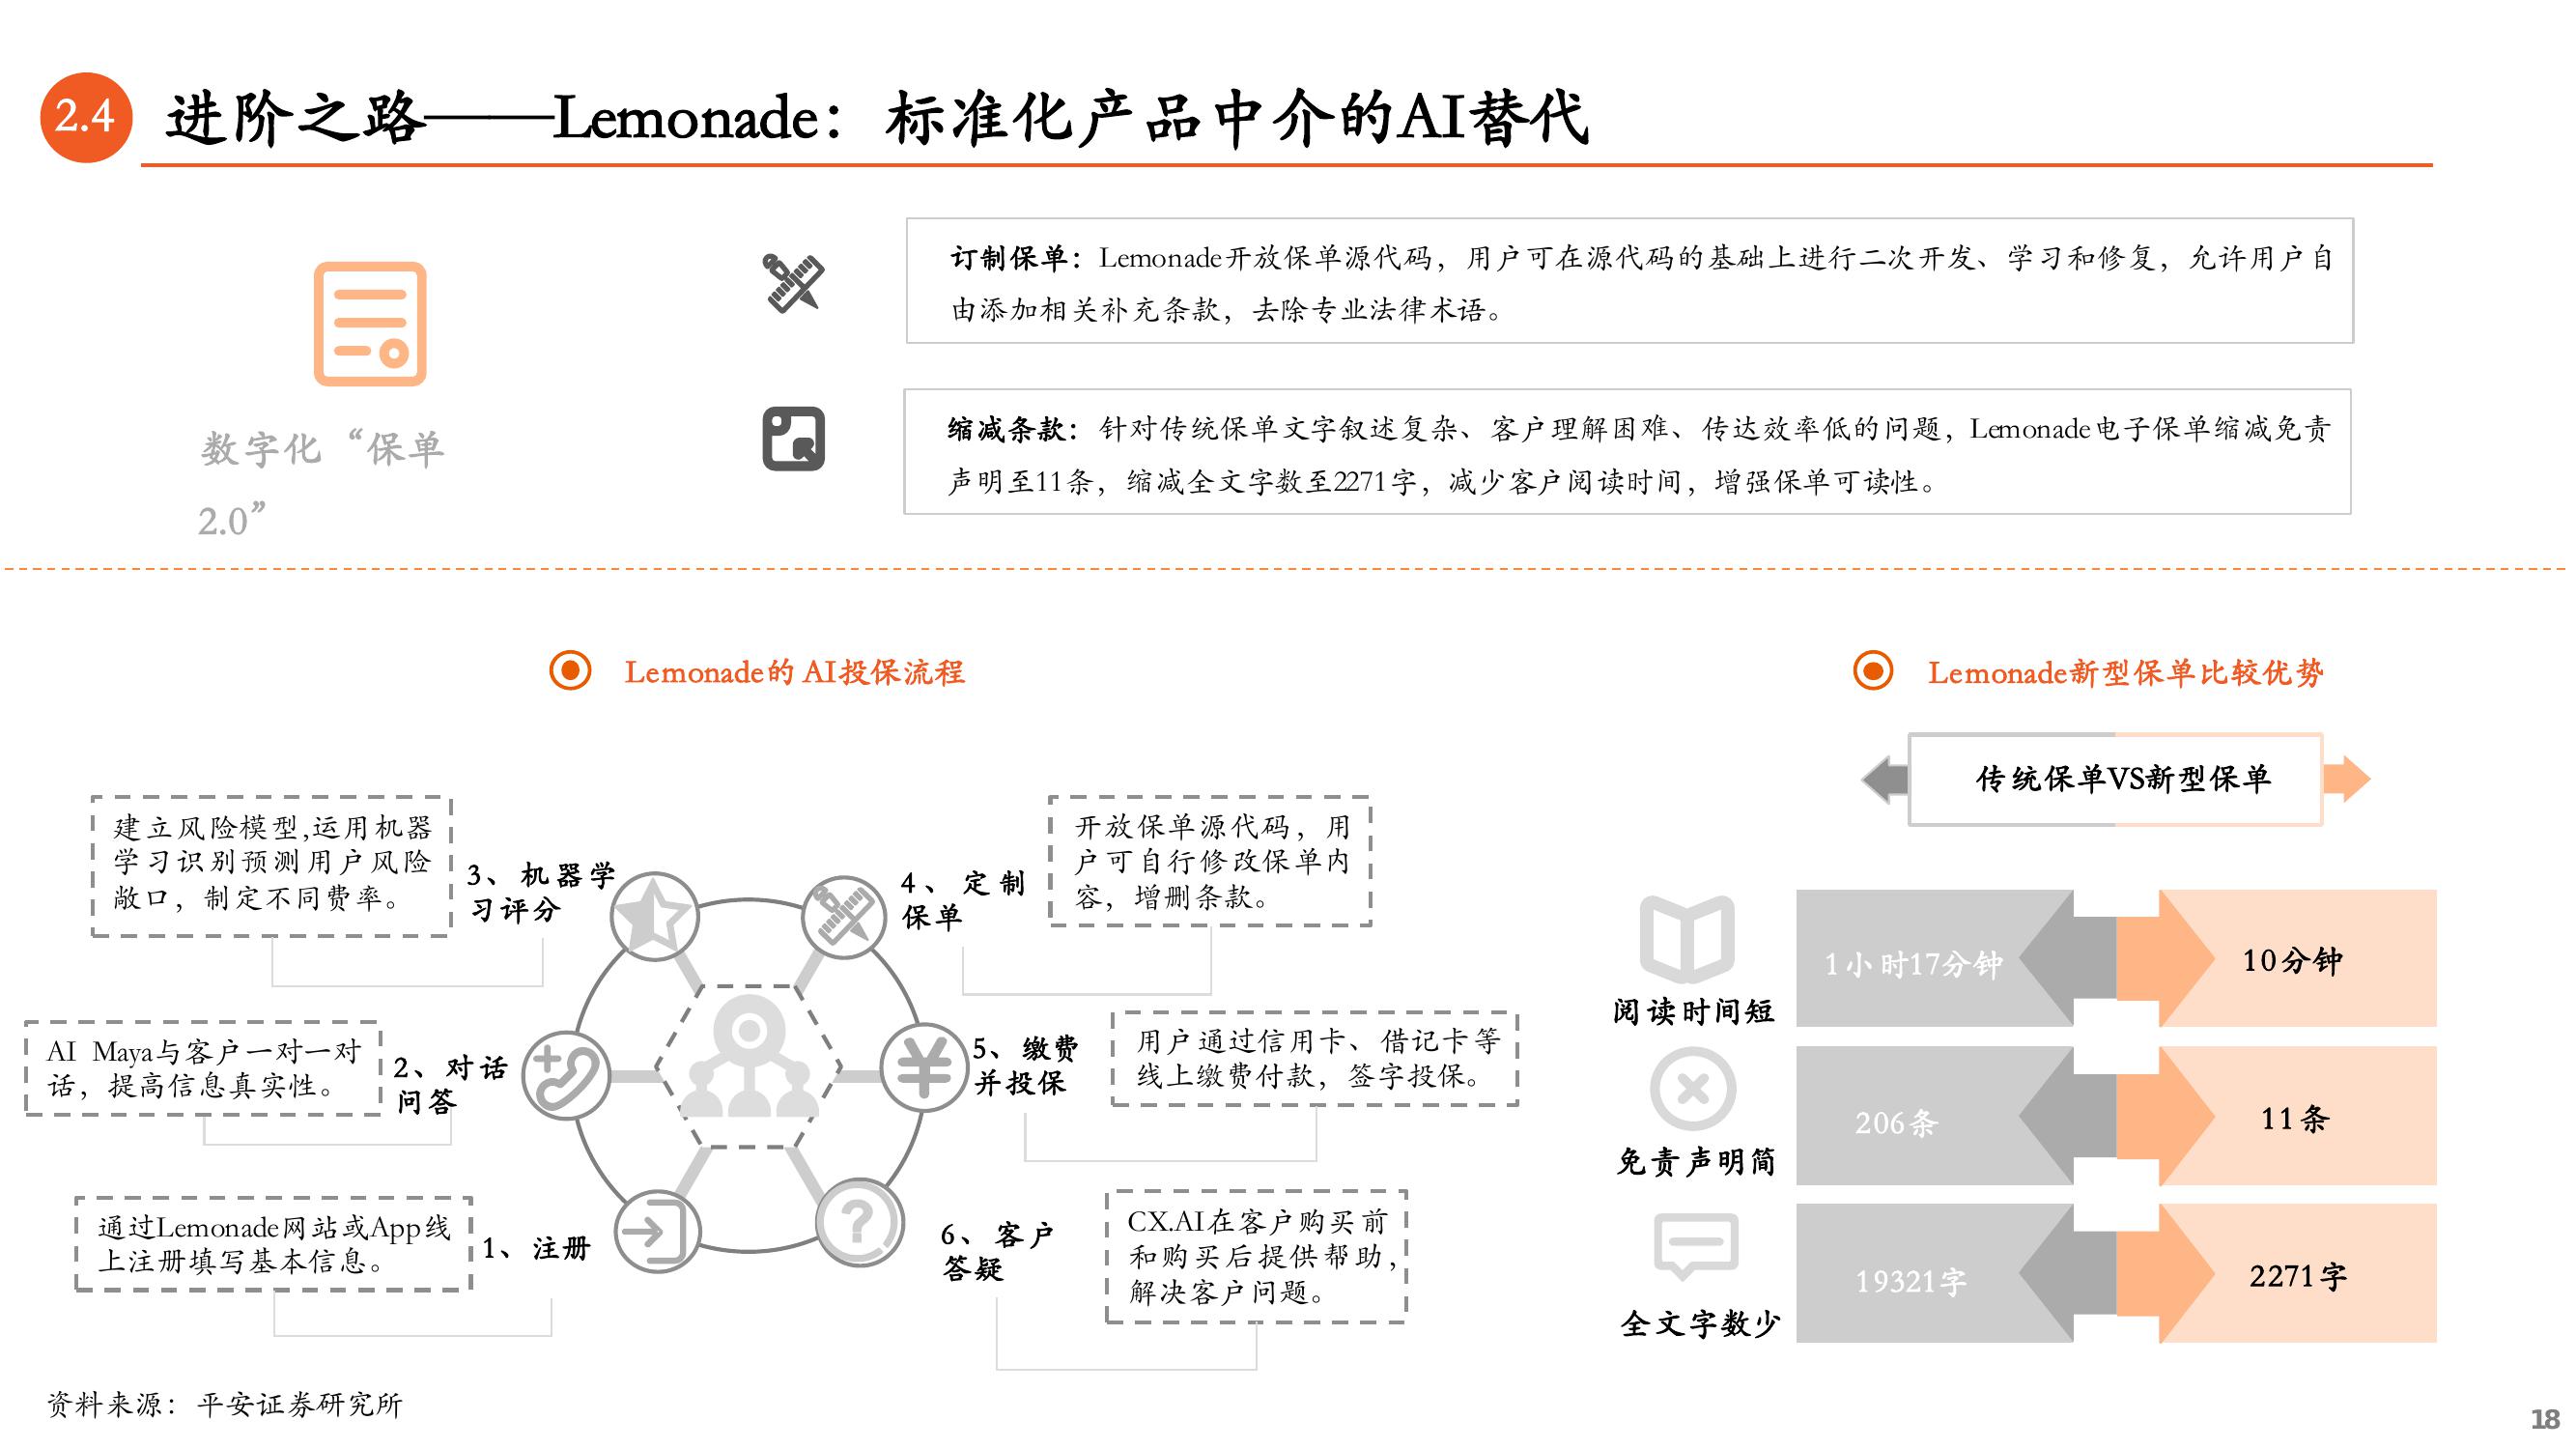 2.4
进阶之路——Lemonade：标准化产品中介的AI替代
订制保单：Lemonade开放保单源代码，用户可在源代码的基础上进行二次开发、学习和修复，允许用户自
由添加相关补充条款，去除专业法律术语。
数字化“保单
2.0”
缩减条款：针对传统保单文字叙述复杂、客户理解困难、传达效率低的问题，Lemonade电子保单缩减免责
声明至11条，缩减全文字数至2271字，减少客户阅读时间，增强保单可读性。
Lemonade的 AI投保流程
建立风险模型,运用机器
学习识别预测用户风险
敞口，制定不同费率。
3、机器学
习评分
4、定制
保单
开放保单源代码，用
户可自行修改保单内
容，增删条款。
AI Maya与客户一对一对
话，提高信息真实性。
2、对话
问答
5、缴费
并投保
用户通过信用卡、借记卡等
线上缴费付款，签字投保。
通过Lemonade网站或App线
上注册填写基本信息。
1、注册
6、客户
答疑
CX.AI在客户购买前
和购买后提供帮助,
解决客户问题。
Lemonade新型保单比较优势
传统保单VS新型保单
阅读时间短
1小时17分钟
10分钟
免责声明简
206条
11条
全文字数少
19321字
2271字
资料来源：平安证券研究所
18